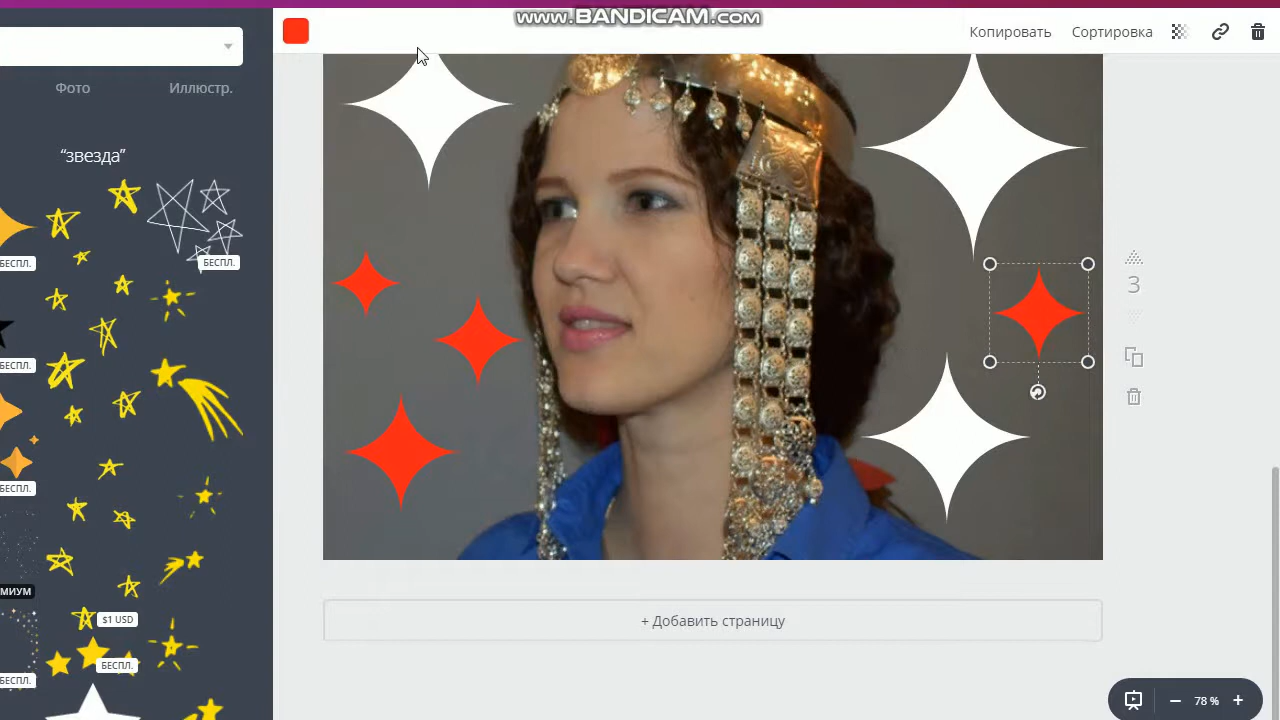 www.BANDICAM.com
Копировать
Сортировка
Фото
Иллюстр.
“звезда”
БЕСПЛ.
БЕСПЛ.
3
БЕСПЛ.
БЕСПЛ.
$1 USD
БЕСПЛ.
БЕСПЛ.
+ Добавить страницу
78 %